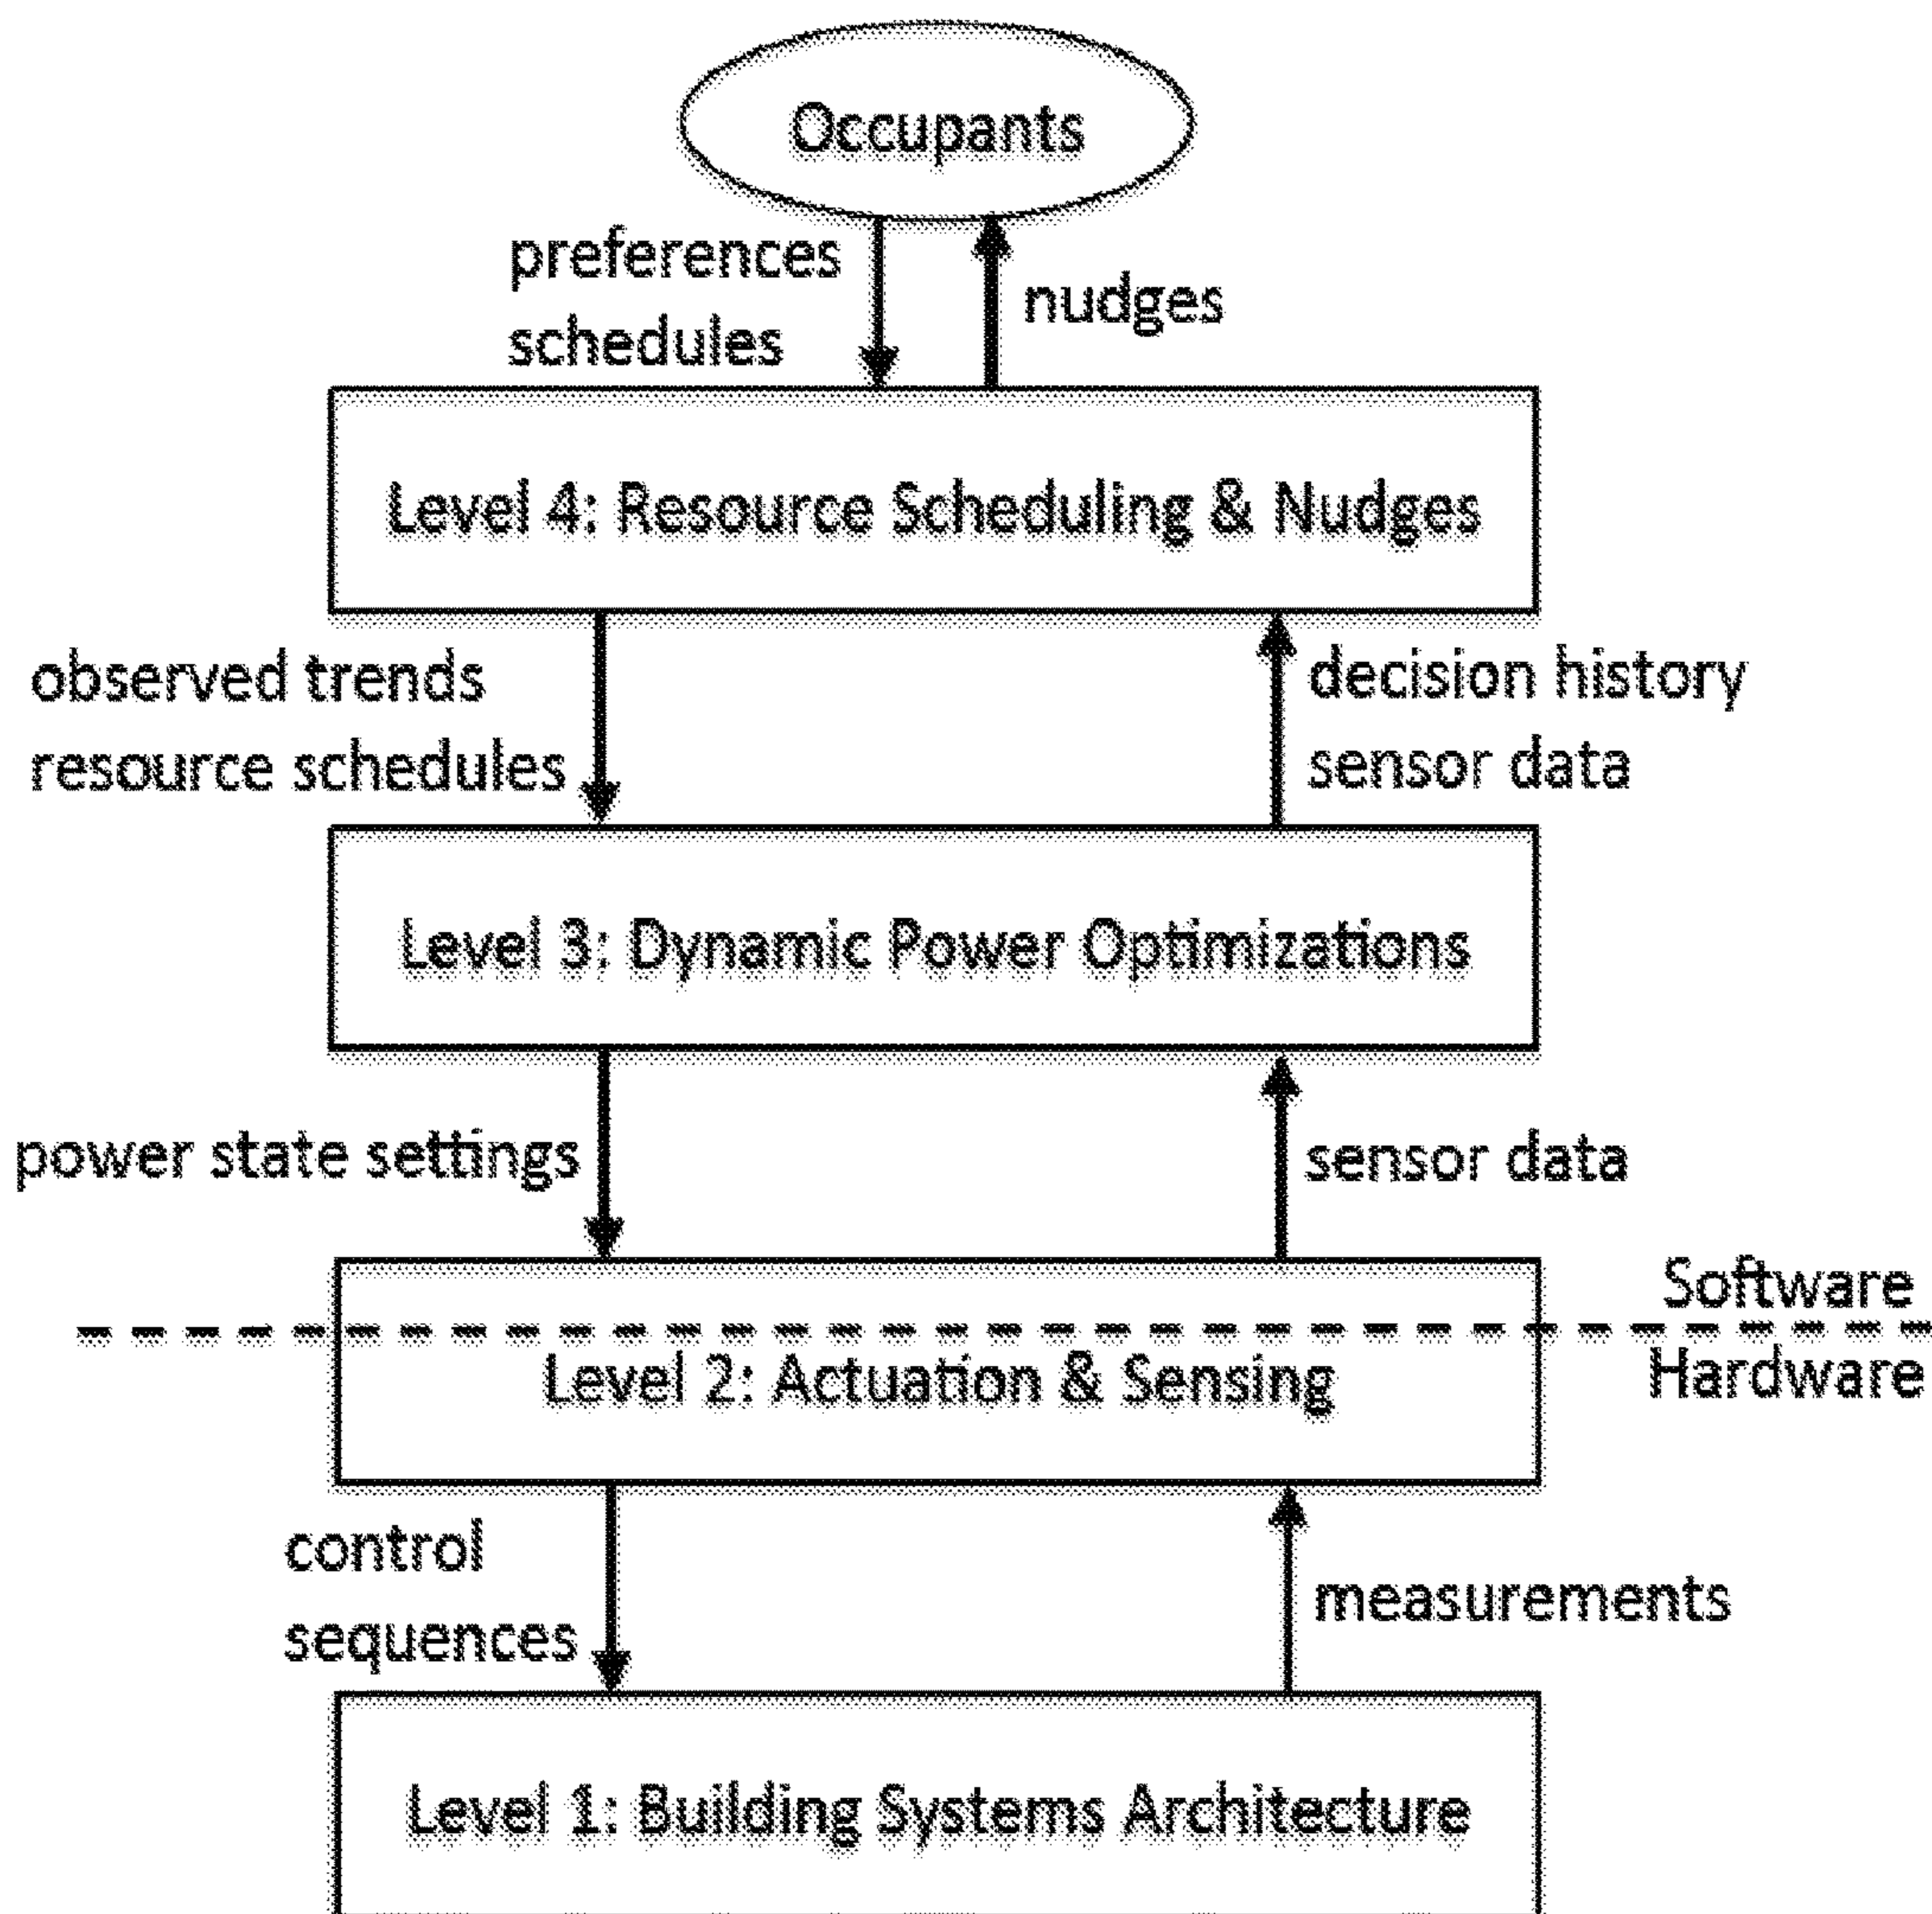 Occupants
preferences
schedules
nudges
Level 4: Resource Scheduling & Nudges
observed trends
resource schedules
decision history
sensor data
Level 3: Dynamic Power Optimizations
power state settings
sensor data
Software
Hardware
Level 2: Actuation & Sensing
control
sequences
measurements
Level 1: Building Systems Architecture